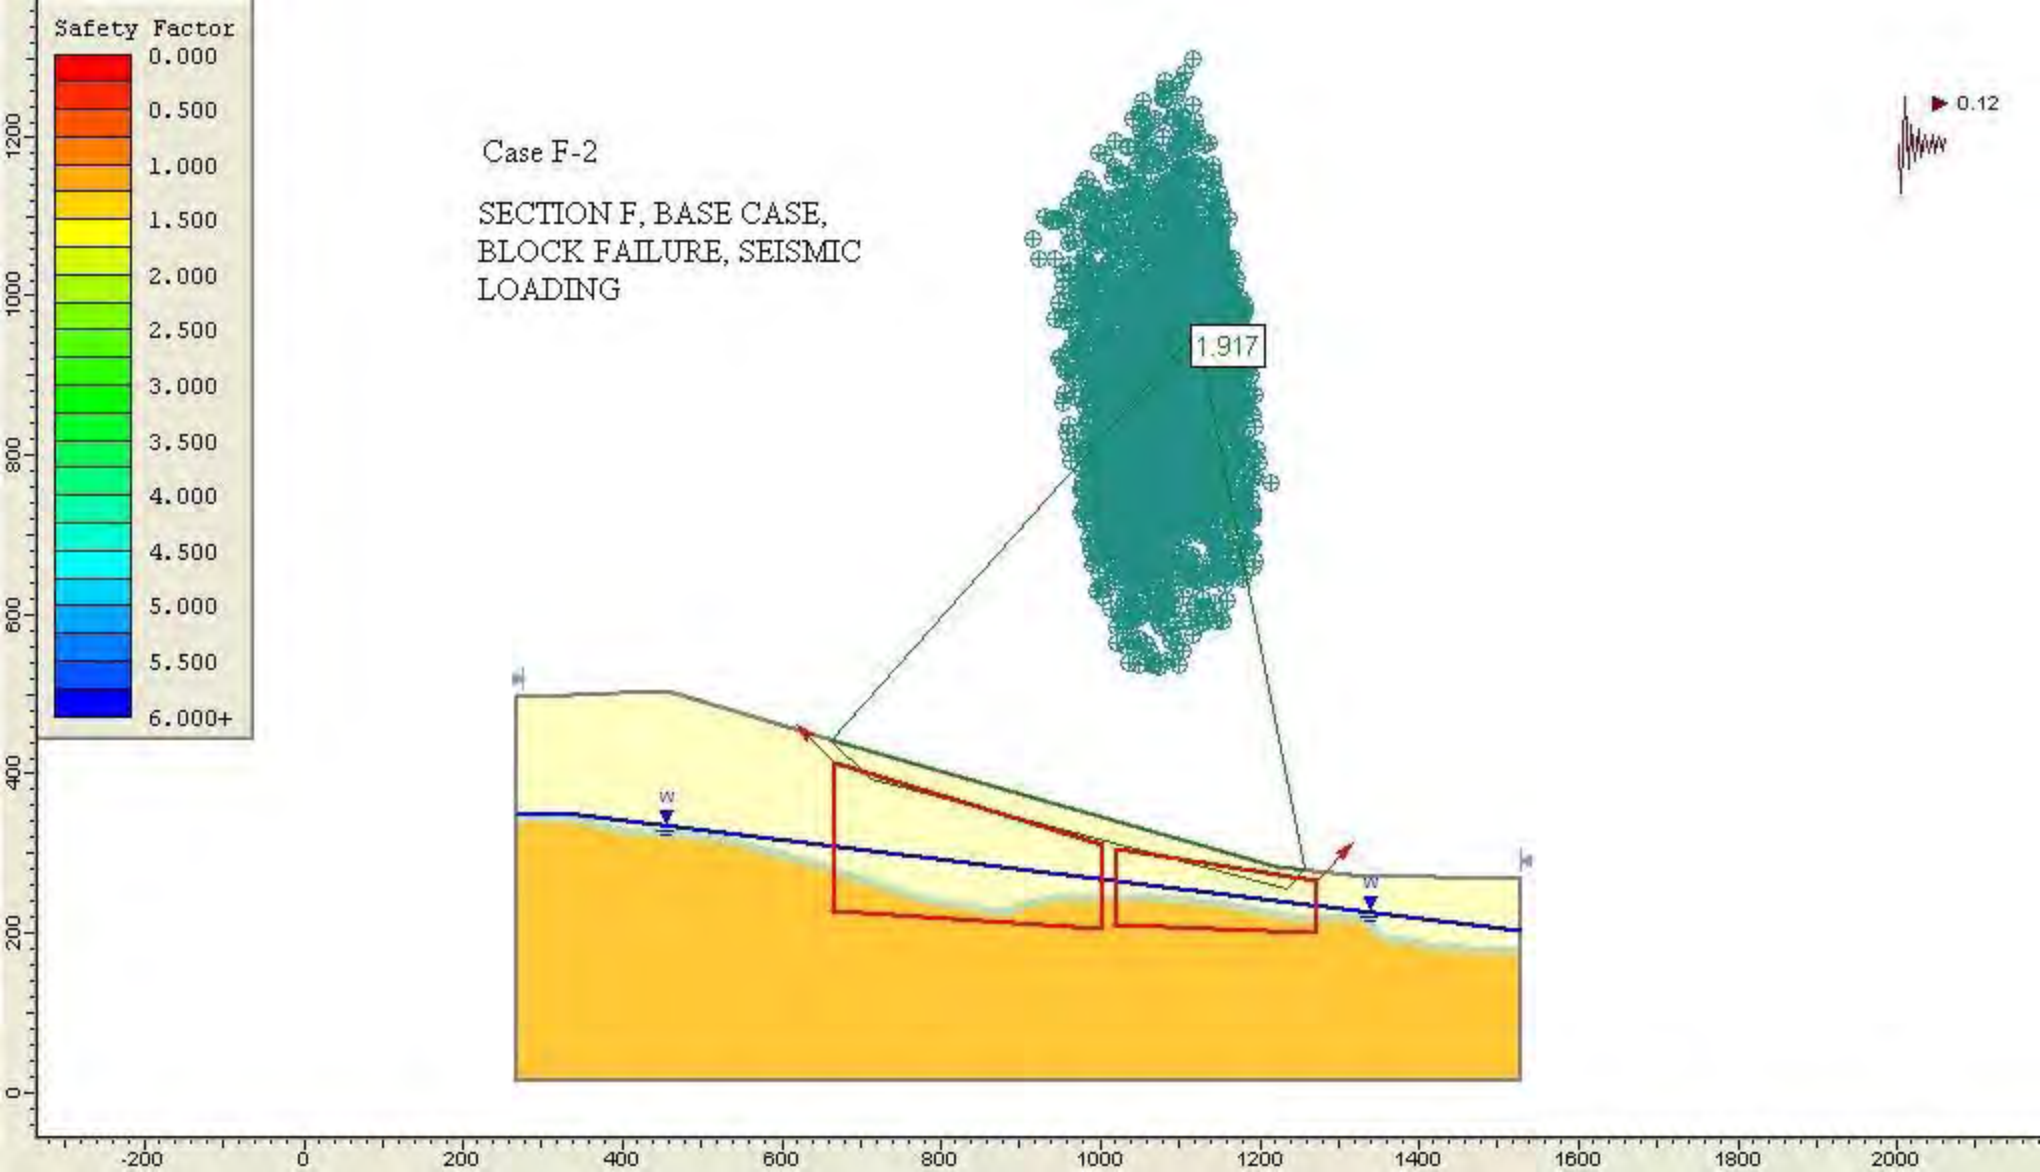 Safety Factor
0.000
0.500
1.000
1.500
2.000
2.500
3.000
3.500
4.000
4.500
5.000
5.500
6.000+
Case F-2
SECTION F, BASE CASE,
BLOCK FAILURE, SEISMIC
LOADING
0.12
1.917
W
W
1200
1000
800
600
400
200
0
-200 0 200 400 600 800 1000 1200 1400 1600 1800 2000